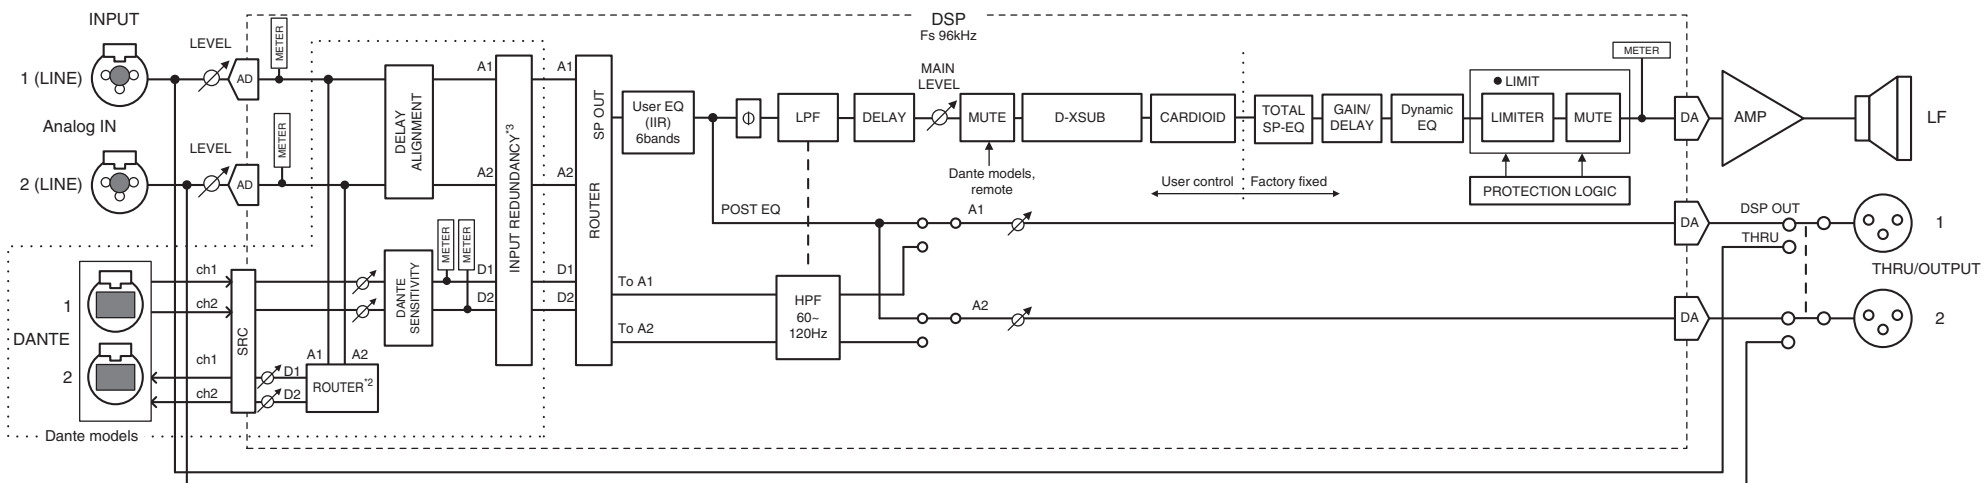 INPUT
1 (LINE)
Analog IN
2 (LINE)
LEVEL
LEVEL
METER
METER
AD
AD
DSP
Fs 96kHz
DELAY
ALIGNMENT
A1
A2
INPUT REDUNDANCY*3
A1
A2
D1
D2
D1
D2
SP OUT
ROUTER
User EQ
(IIR)
6bands
Φ
LPF
DELAY
MAIN
LEVEL
MUTE
Dante models,
remote
D-XSUB
CARDIOID
User control
Factory fixed
TOTAL
SP-EQ
GAIN/
DELAY
Dynamic
EQ
LIMIT
LIMITER
MUTE
PROTECTION LOGIC
METER
DA
AMP
LF
POST EQ
A1
DA
DSP OUT
THRU
1
THRU/OUTPUT
To A1
To A2
HPF
60~
120Hz
A2
DA
2
DANTE
1
2
ch1
ch2
ch1
ch2
SRC
DANTE
SENSITIVITY
METER
METER
A1
A2
D1
D2
ROUTER*2
Dante models